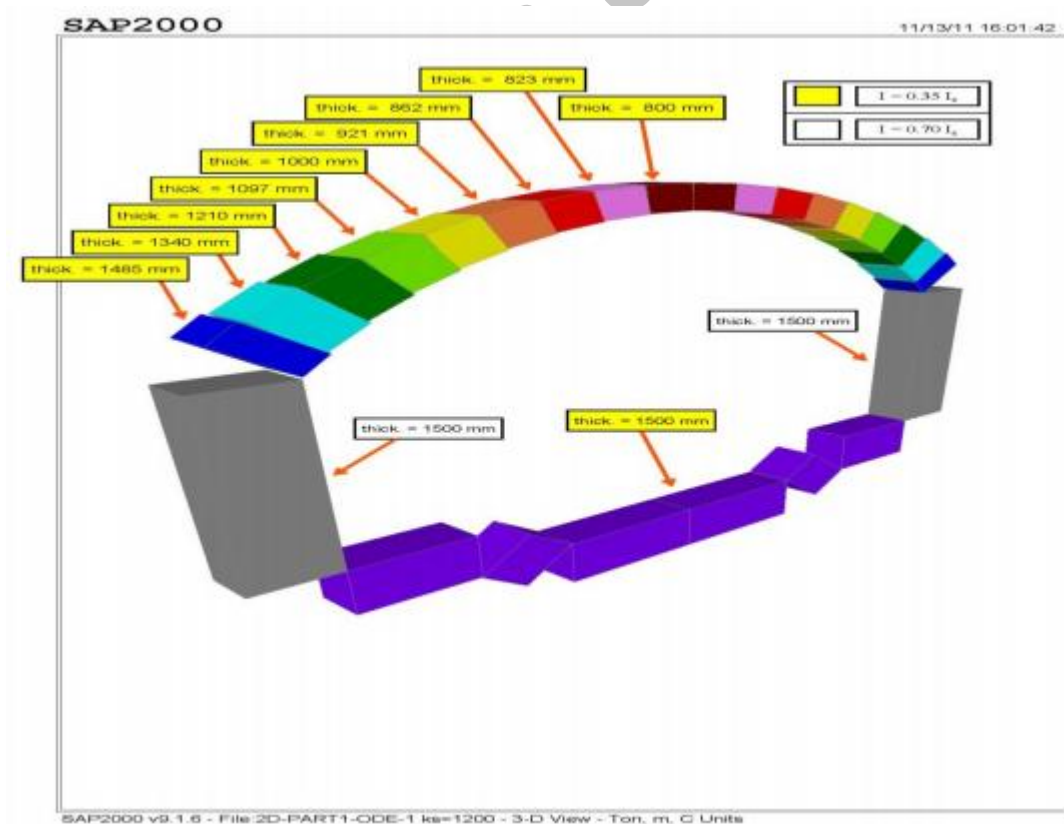 SAP2000
11/13/11 16:01:42
thick. = 823 mm
thick. = 862 mm
thick. = 800 mm
thick. = 921 mm
thick. = 1000 mm
thick. = 1097 mm
thick. = 1210 mm
thick. = 1340 mm
thick. = 1485 mm
I = 0.35 Ig
I = 0.70 Ig
thick. = 1500 mm
thick. = 1500 mm
thick. = 1500 mm
SAP2000 v9.1.6 - File:2D-PART1-ODE-1 ks=1200 - 3-D View - Ton, m, C Units